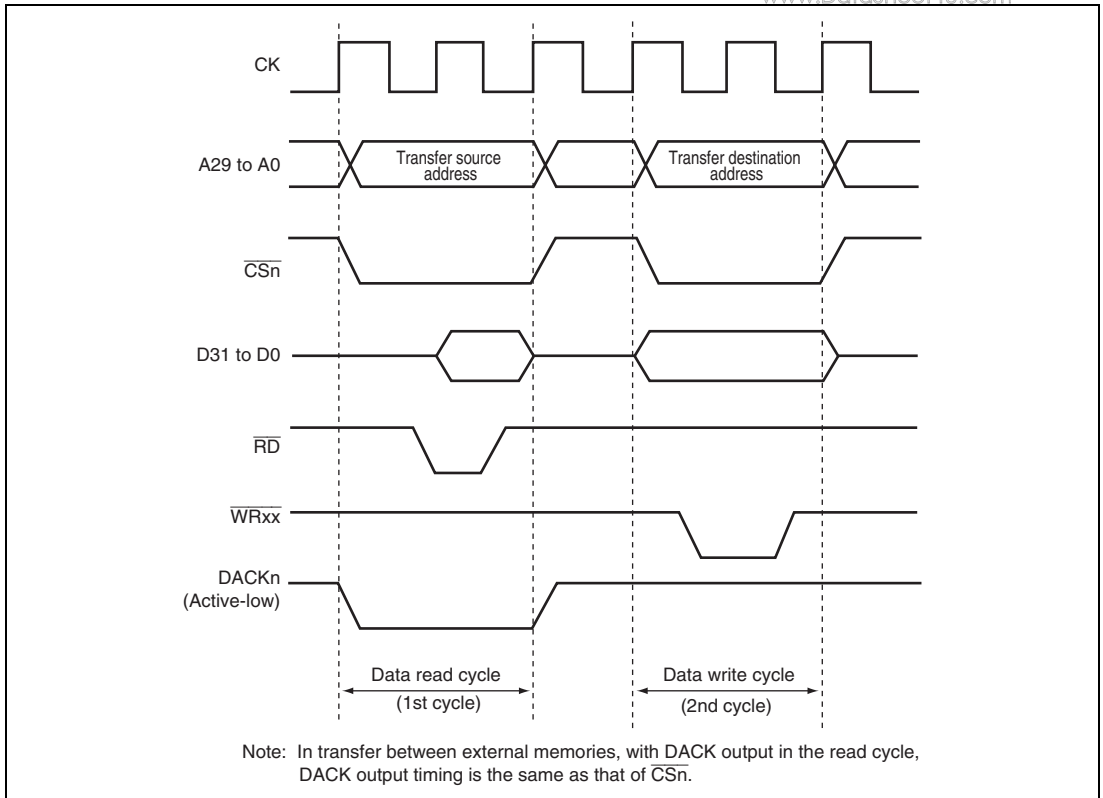 CK
A29 to A0
Transfer source
address
Transfer destination
address
CSn
D31 to D0
RD
WRxx
DACKn
(Active-low)
Data read cycle
(1st cycle)
Data write cycle
(2nd cycle)
Note: In transfer between external memories, with DACK output in the read cycle,
DACK output timing is the same as that of CSn.